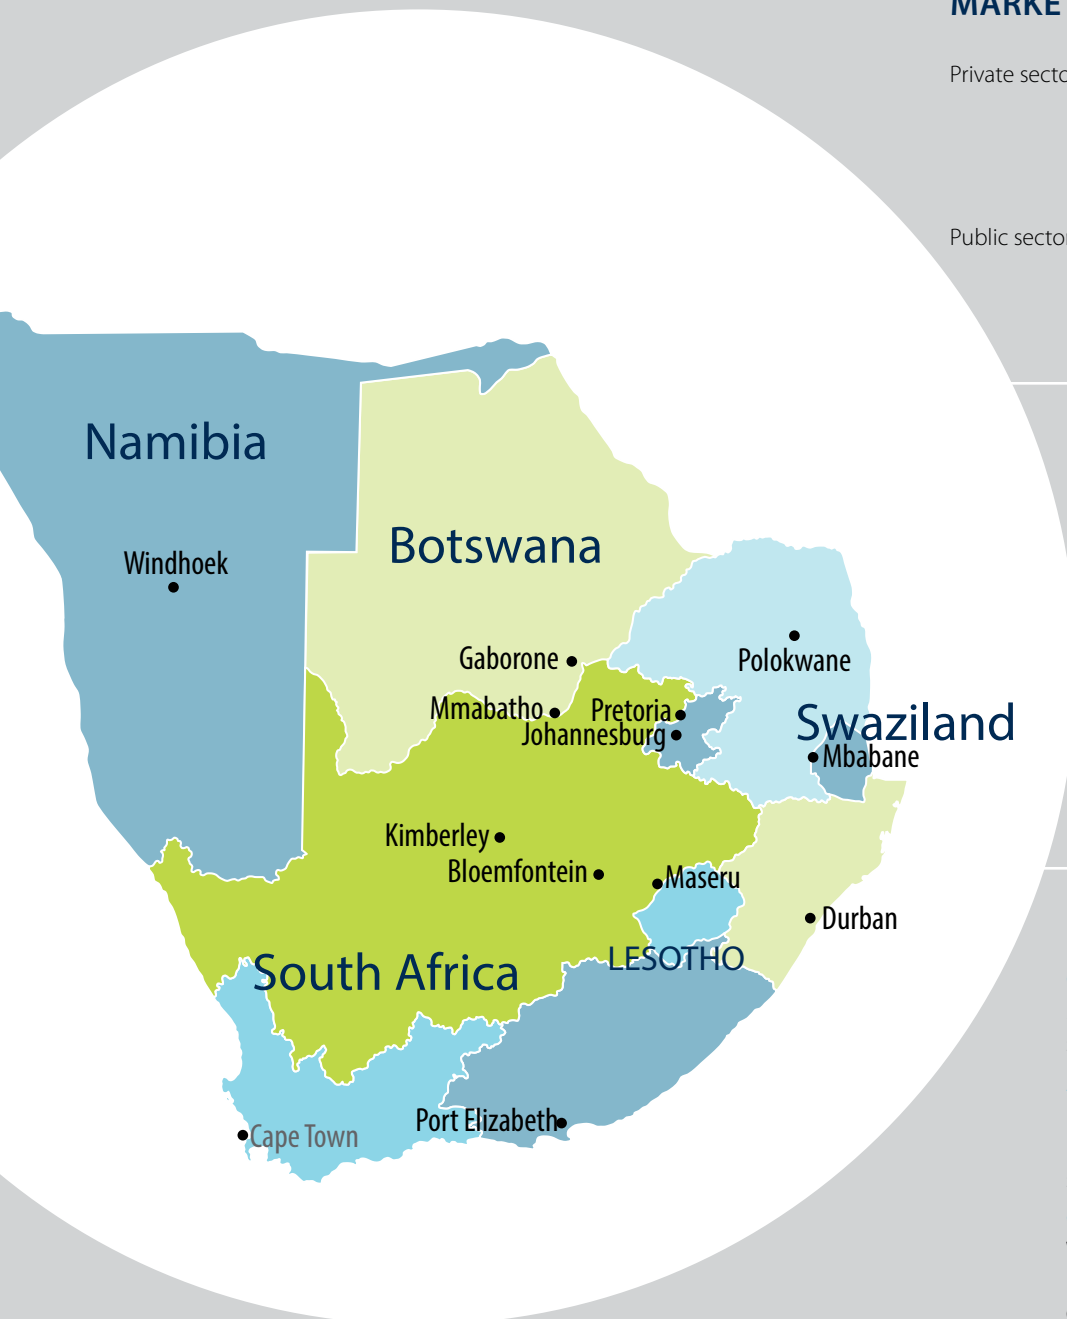 MARKE
Private secto
Public sector
Namibia
Botswana
Windhoek
Gaborone
Polokwane
Mmabatho
Pretoria
Swaziland
Johannesburg
Mbabane
Kimberley
Bloemfontein
Maseru
Durban
LESOTHO
South Africa
Port Elizabeth
Cape Town